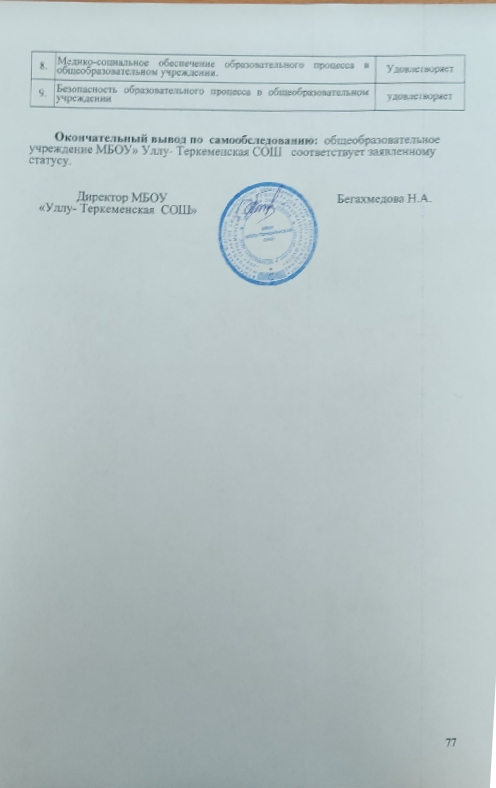 8. Медико-социальное обеспечение образовательного процесса в Удовлетворяет
общеобразовательном учреждении.
9. Безопасность образовательного процесса в общеобразовательном удовлетворяет
учреждении
Окончательный вывод по самообследованию: общеобразовательное
учреждение МБОУ» Уллу- Теркеменская СОШ соответствует заявленному
статусу.
Директор МБОУ Бегахмедова Н.А.
«Уллу- Теркеменская СОШ»
77